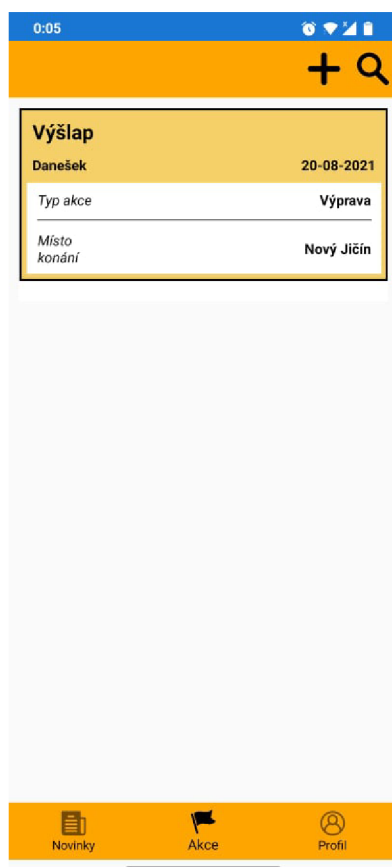 0:05
Výšlap
Danešek 20-08-2021
Typ akce Výprava
Místo
konání Nový Jičín
Novinky Akce Profil